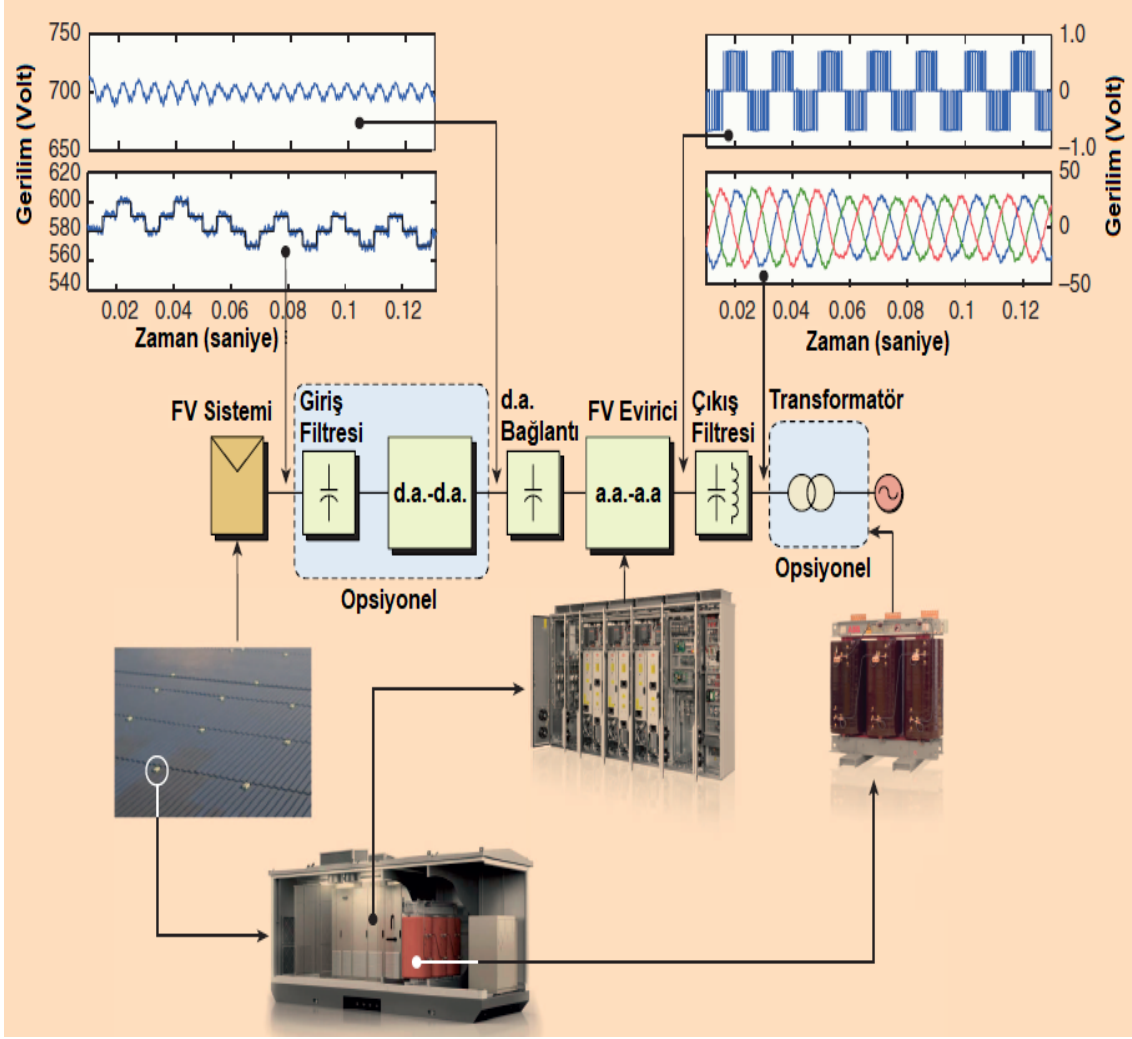 750
700
650
620
600
580
560
540
Gerilim (Volt)
0.02 0.04 0.06 0.08 0.1 0.12
Zaman (saniye)
1.0
0
–1.0
50
0
–50
Gerilim (Volt)
0.02 0.04 0.06 0.08 0.1 0.12
Zaman (saniye)
FV Sistemi
Giriş
Filtresi
d.a.-d.a.
Opsiyonel
d.a.
Bağlantı
FV Evirici
a.a.-a.a
Çıkış
Filtresi
Transformatör
Opsiyonel